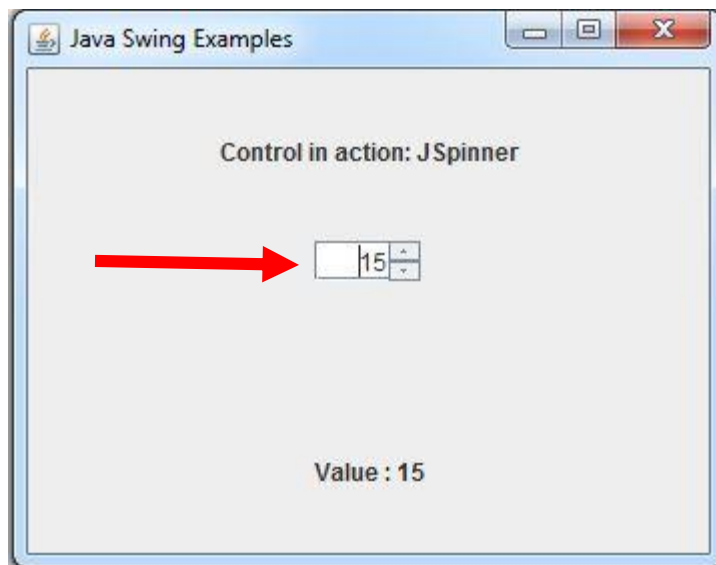 Java Swing Examples
Control in action: JSpinner
15
Value : 15